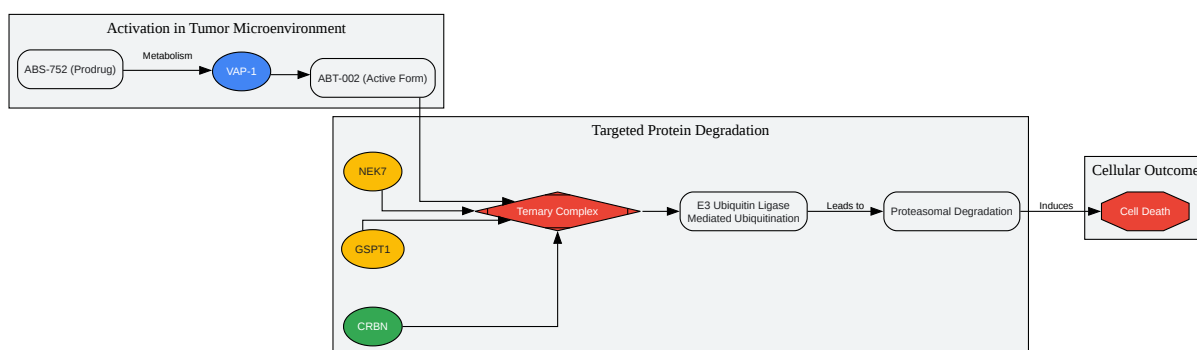 Activation in Tumor Microenvironment
ABS-752 (Prodrug)
Metabolism
VAP-1
ABT-002 (Active Form)
Targeted Protein Degradation
NEK7
GSPT1
CRBN
Ternary Complex
E3 Ubiquitin Ligase
Mediated Ubiquitination
Leads to
Proteasomal Degradation
Induces
Cellular Outcome
Cell Death